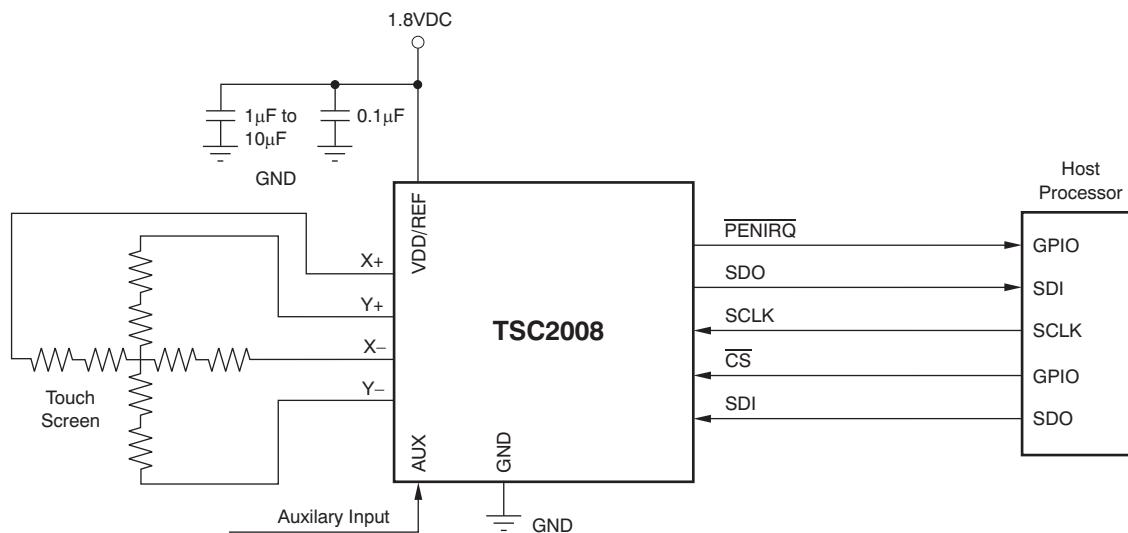 1.8VDC
1μF to
10μF
0.1μF
GND
Host
Processor
VDD/REF
X+
Y+
X−
Y−
TSC2008
AUX
GND
PENIRQ
SDO
SCLK
CS
SDI
GPIO
SDI
SCLK
GPIO
SDO
Touch
Screen
Auxilary Input
GND